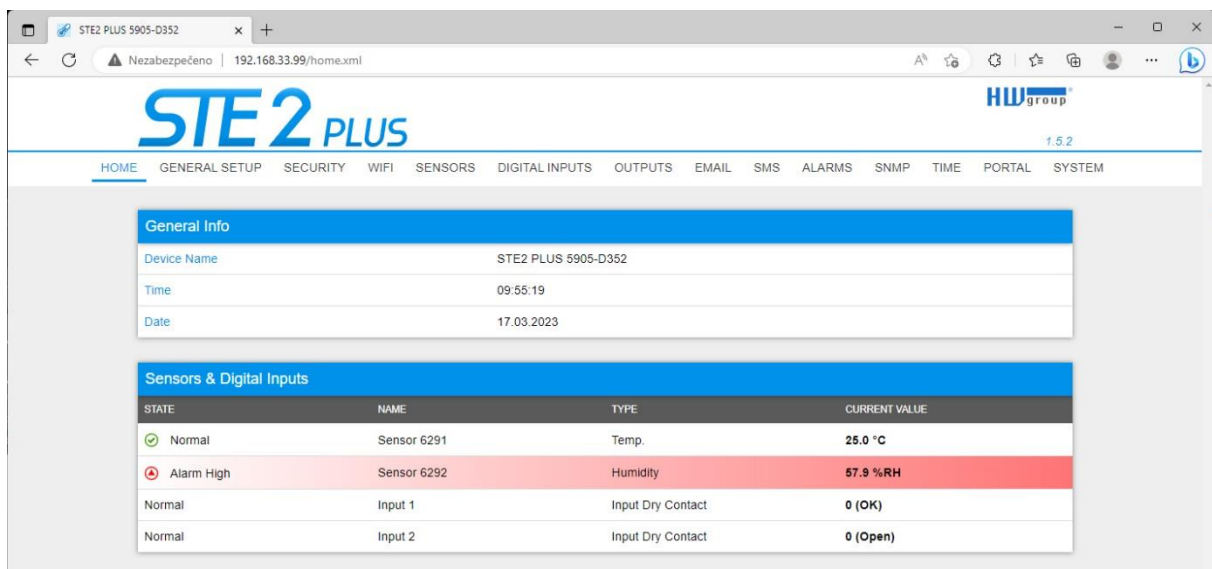 STE2 PLUS 5905-D352
Nezabezpečeno | 192.168.33.99/home.xml
STE 2 PLUS
HW group
1.5.2
HOME GENERAL SETUP SECURITY WIFI SENSORS DIGITAL INPUTS OUTPUTS EMAIL SMS ALARMS SNMP TIME PORTAL SYSTEM
General Info
Device Name STE2 PLUS 5905-D352
Time 09:55:19
Date 17.03.2023
Sensors & Digital Inputs
STATE NAME TYPE CURRENT VALUE
Normal Sensor 6291 Temp. 25.0 °C
Alarm High Sensor 6292 Humidity 57.9 %RH
Normal Input 1 Input Dry Contact 0 (OK)
Normal Input 2 Input Dry Contact 0 (Open)